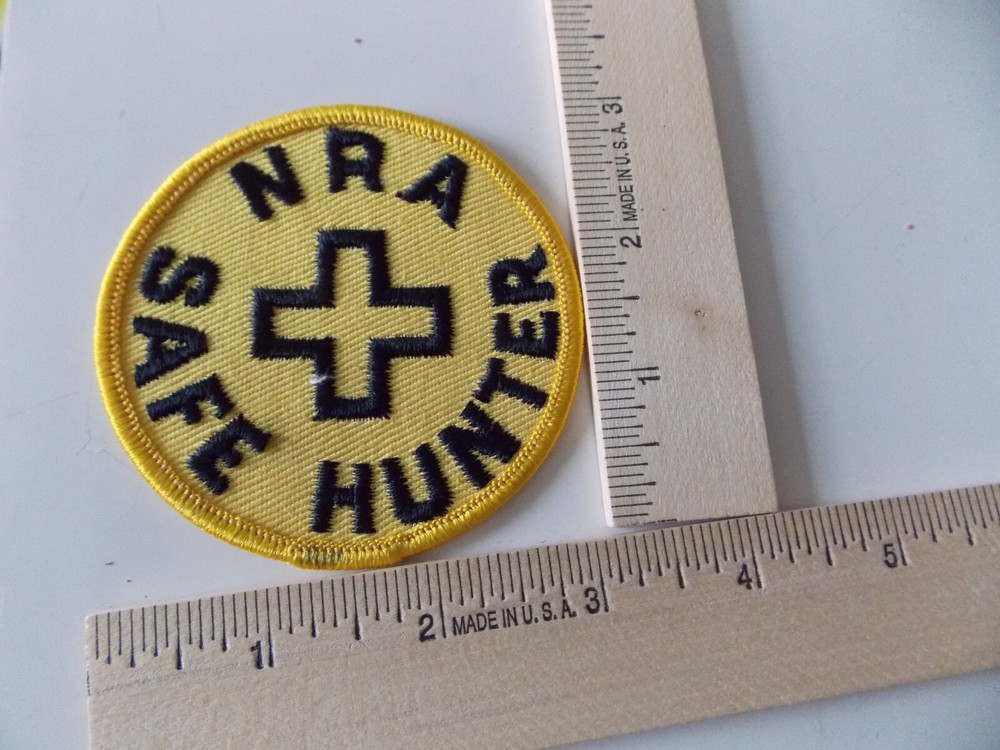 NRA
SAFE HUNTER
1 2 MADE IN U.S.A. 3
1 2 MADE IN U.S.A. 3 4 5